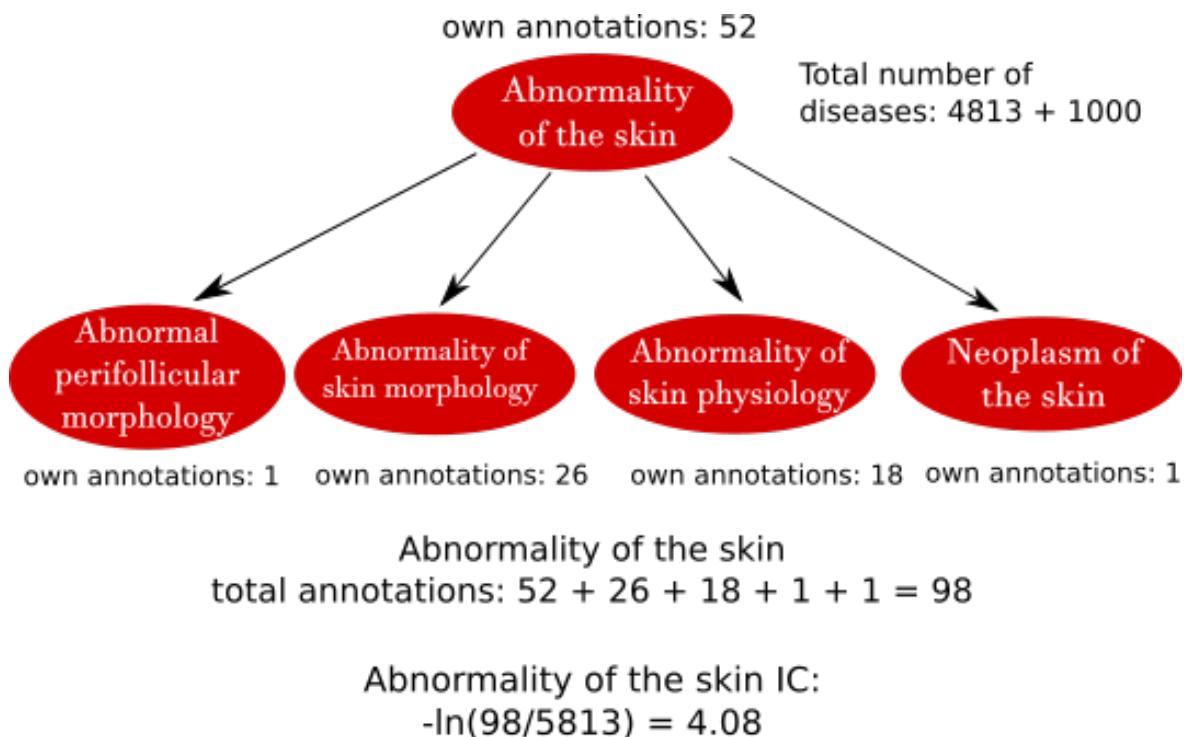 own annotations: 52
Abnormality
of the skin
Total number of
diseases: 4813 + 1000
Abnormal
perifollicular
morphology
Abnormality of
skin morphology
Abnormality of
skin physiology
Neoplasm of
the skin
own annotations: 1
own annotations: 26
own annotations: 18
own annotations: 1
Abnormality of the skin
total annotations: 52 + 26 + 18 + 1 + 1 = 98
Abnormality of the skin IC:
-ln(98/5813) = 4.08